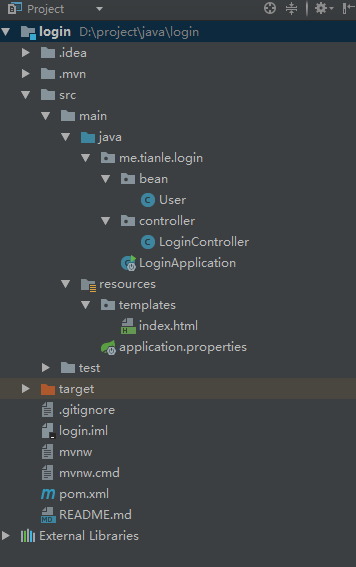 Project
login D:\project\java\login
.idea
.mvn
src
main
java
me.tianle.login
bean
C User
controller
C LoginController
C LoginApplication
resources
templates
H index.html
application.properties
test
target
.gitignore
login.iml
mvnw
mvnw.cmd
m pom.xml
MD README.md
External Libraries